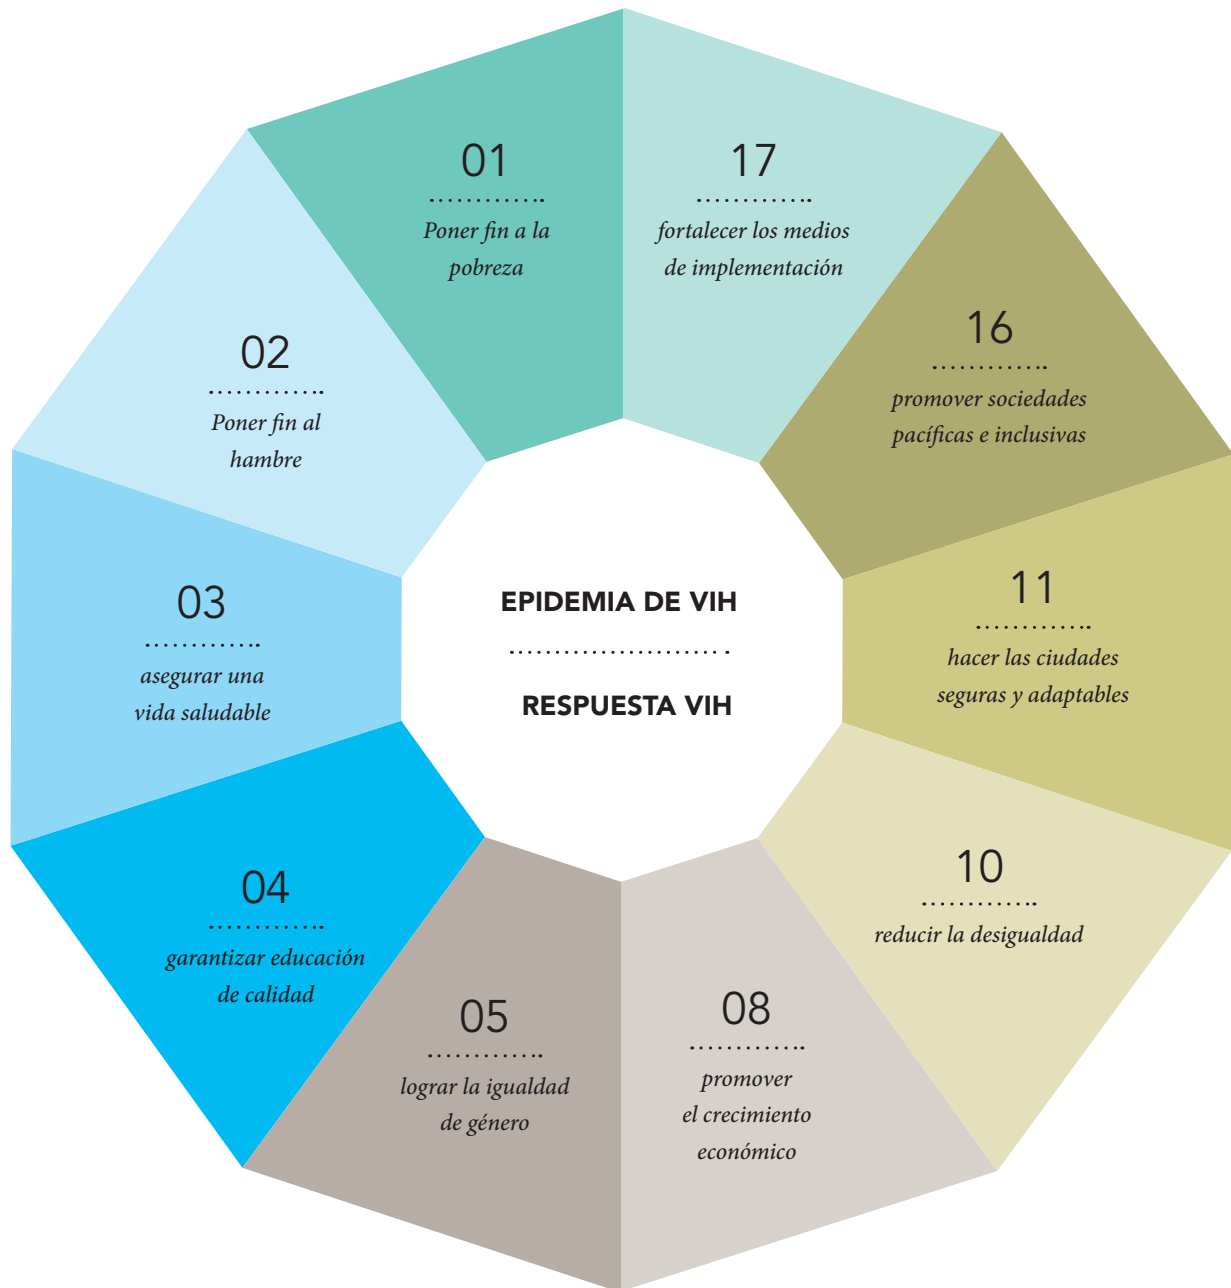 01
Poner fin a la
pobreza
17
fortalecer los medios
de implementación
16
promover sociedades
pacíficas e inclusivas
02
Poner fin al
hambre
11
hacer las ciudades
seguras y adaptables
03
asegurar una
vida saludable
EPIDEMIA DE VIH
RESPUESTA VIH
10
reducir la desigualdad
04
garantizar educación
de calidad
05
lograr la igualdad
de género
08
promover
el crecimiento
económico